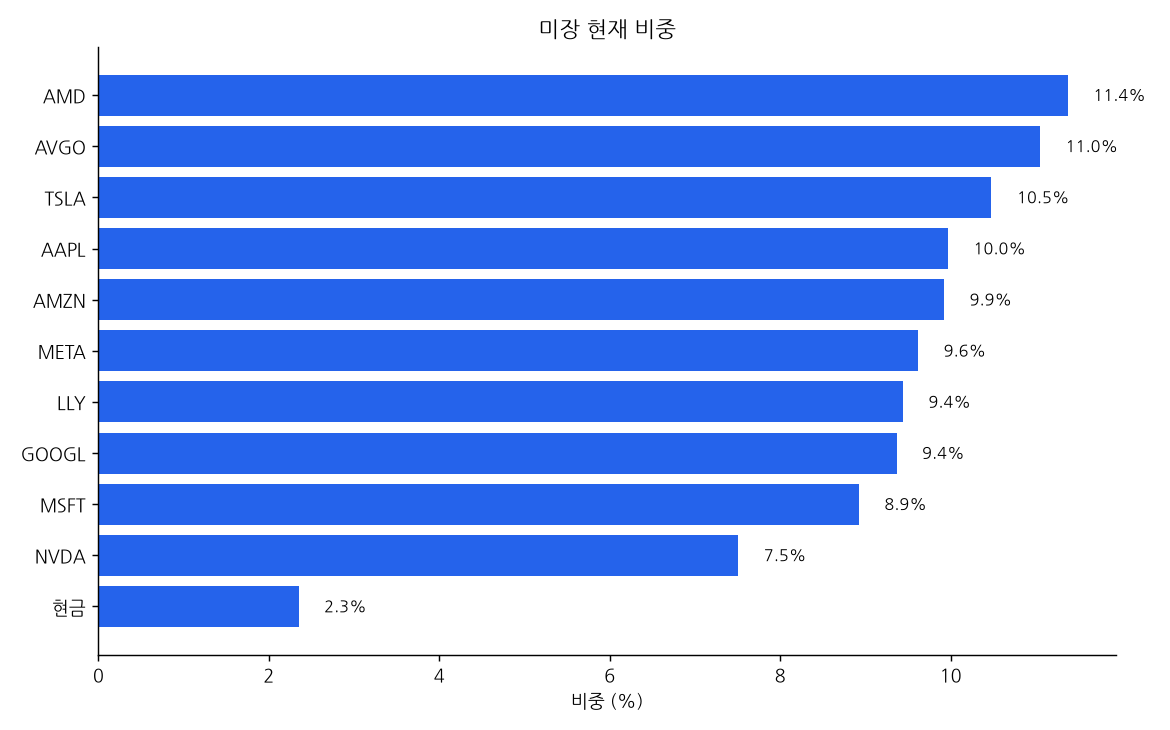 미장 현재 비중
AMD 11.4%
AVGO 11.0%
TSLA 10.5%
AAPL 10.0%
AMZN 9.9%
META 9.6%
LLY 9.4%
GOOGL 9.4%
MSFT 8.9%
NVDA 7.5%
현금 2.3%
0 2 4 6 8 10
비중 (%)